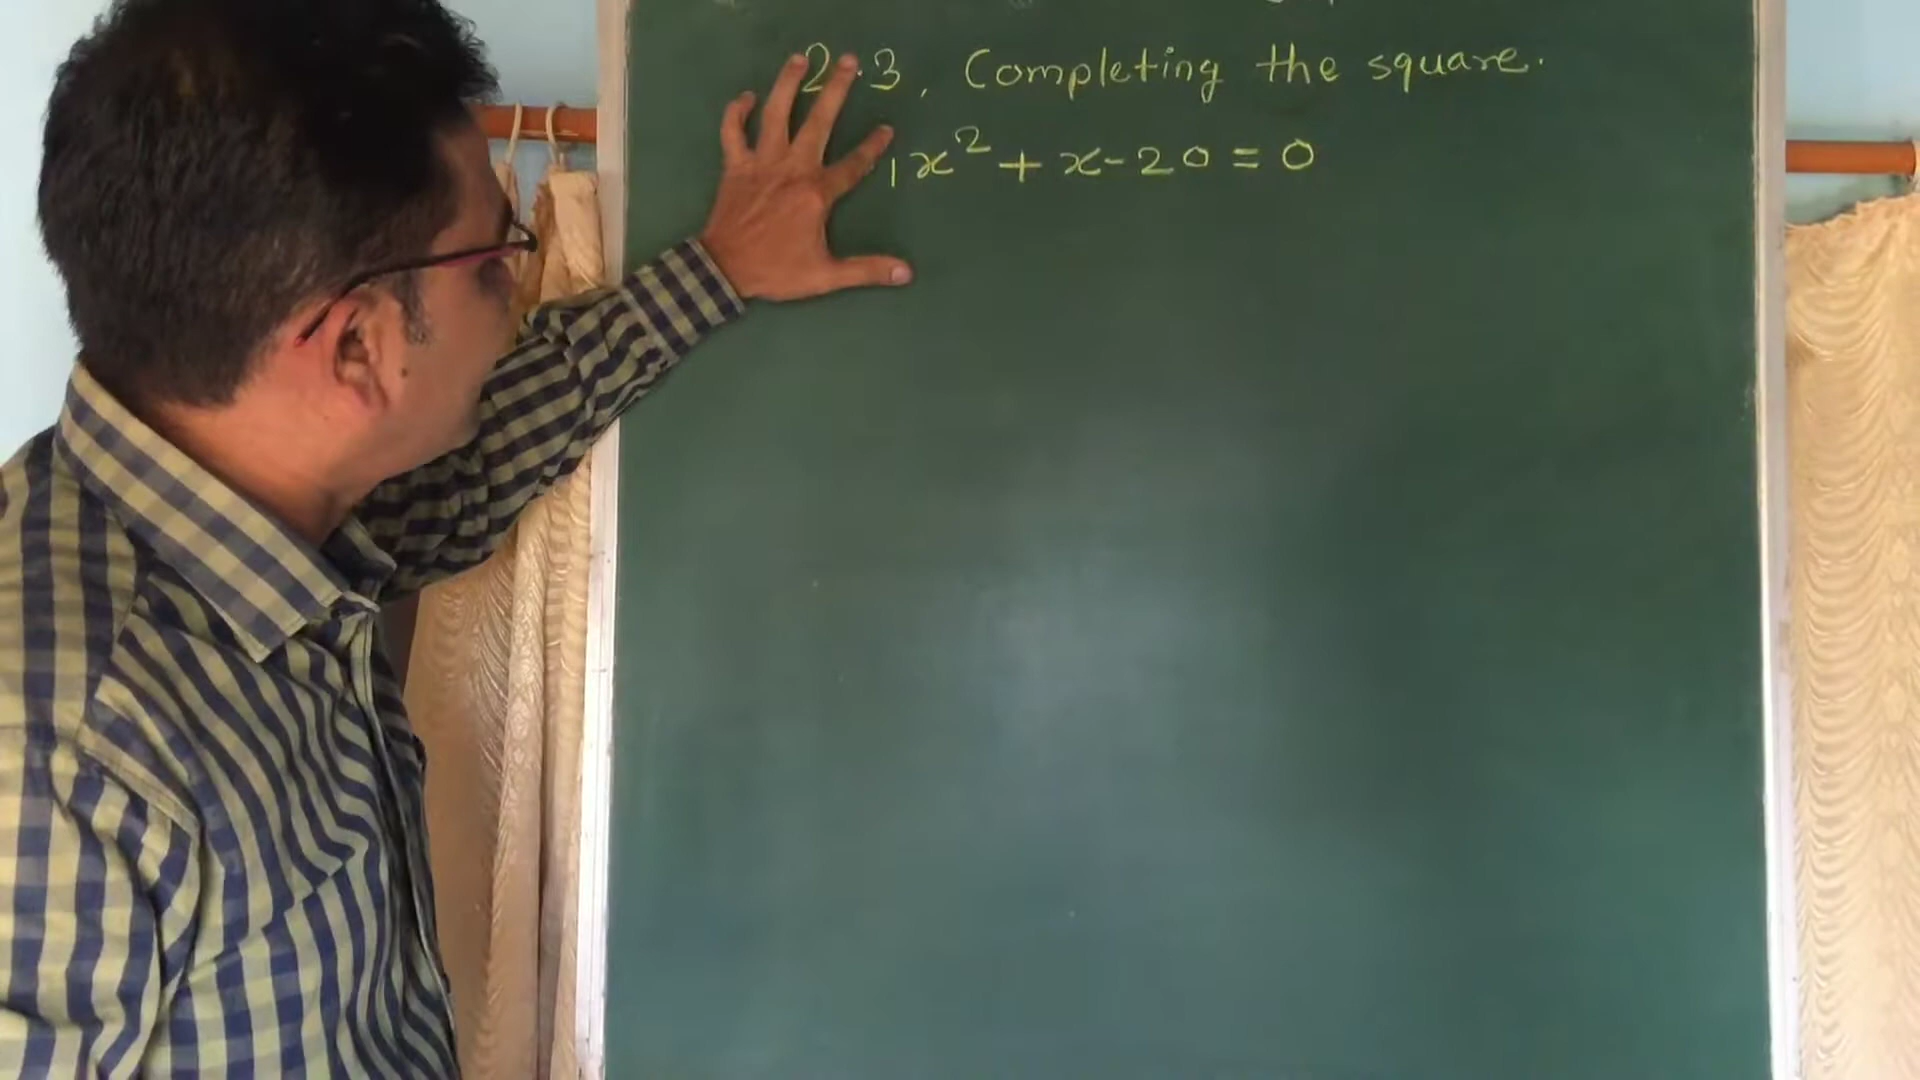 2.3, Completing the square.
1x² + x - 20 = 0